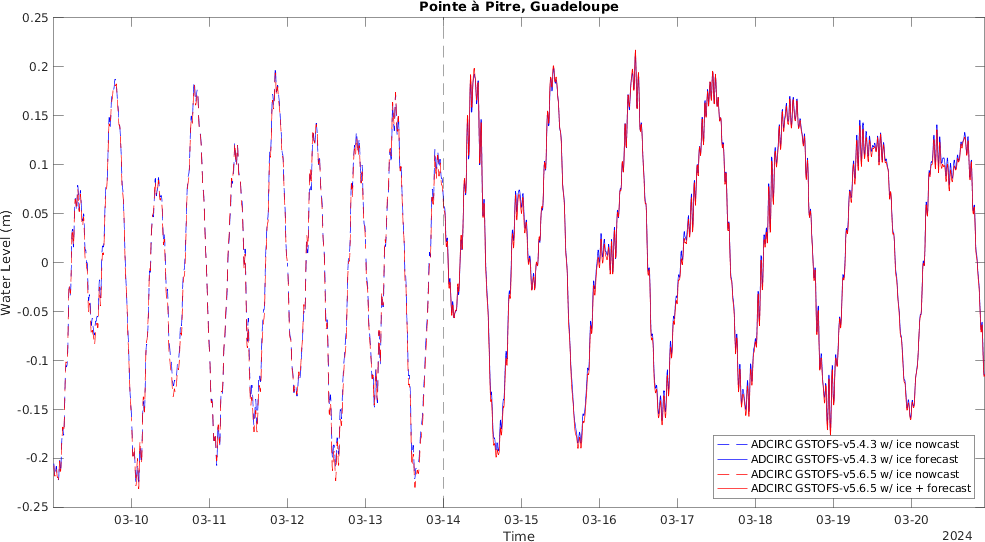 Pointe à Pitre, Guadeloupe
0.25
0.2
0.15
0.1
0.05
0
-0.05
-0.1
-0.15
-0.2
-0.25
Water Level (m)
ADCIRC GSTOFS-v5.4.3 w/ ice nowcast
ADCIRC GSTOFS-v5.4.3 w/ ice forecast
ADCIRC GSTOFS-v5.6.5 w/ ice nowcast
ADCIRC GSTOFS-v5.6.5 w/ ice + forecast
03-10 03-11 03-12 03-13 03-14 03-15 03-16 03-17 03-18 03-19 03-20
Time
2024